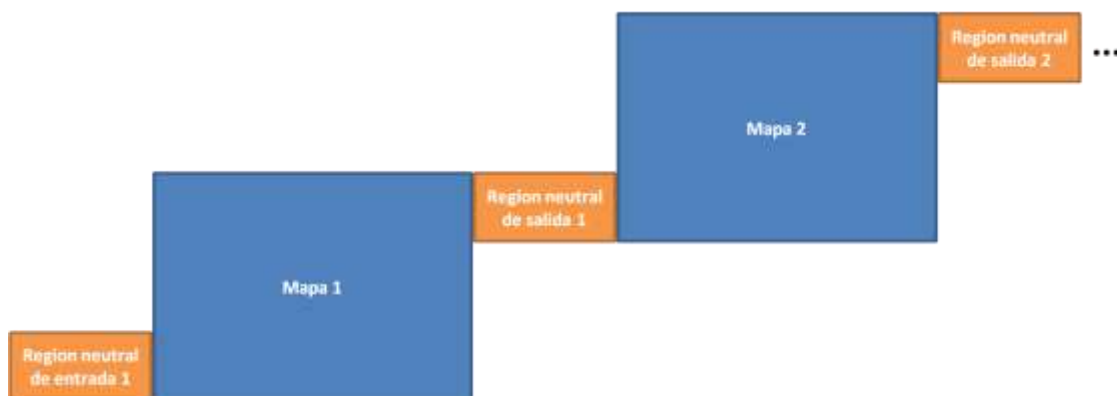 Region neutral
de salida 2
...
Mapa 2
Region neutral
de salida 1
Mapa 1
Region neutral
de entrada 1